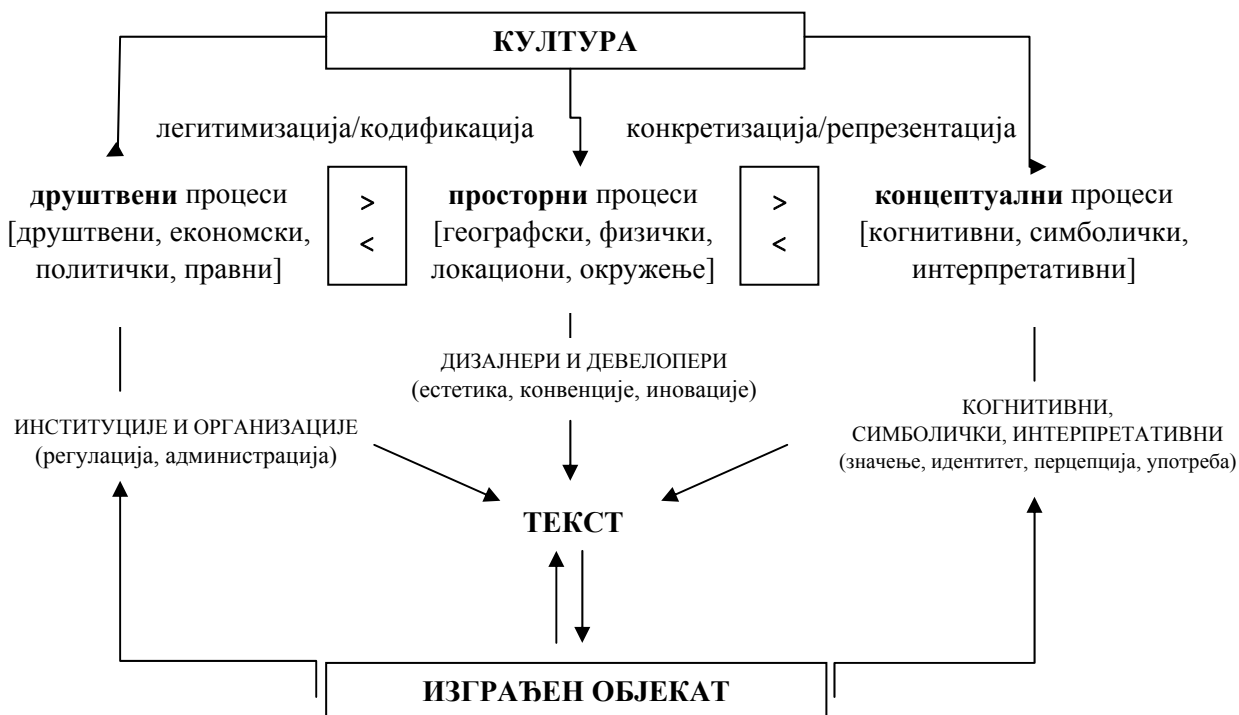 КУЛТУРА
легитимизација/кодификација
конкретизација/репрезентација
друштвени процеси
[друштвени, економски,
политички, правни]
>
<
просторни процеси
[географски, физички,
локациони, окружење]
>
<
концептуални процеси
[когнитивни, симболички,
интерпретативни]
ИНСТИТУЦИЈЕ И ОРГАНИЗАЦИЈЕ
(регулација, администрација)
ДИЗАЈНЕРИ И ДЕВЕЛОПЕРИ
(естетика, конвенције, иновације)
КОГНИТИВНИ,
СИМБОЛИЧКИ, ИНТЕРПРЕТАТИВНИ
(значење, идентитет, перцепција, употреба)
ТЕКСТ
ИЗГРАЂЕН ОБЈЕКАТ